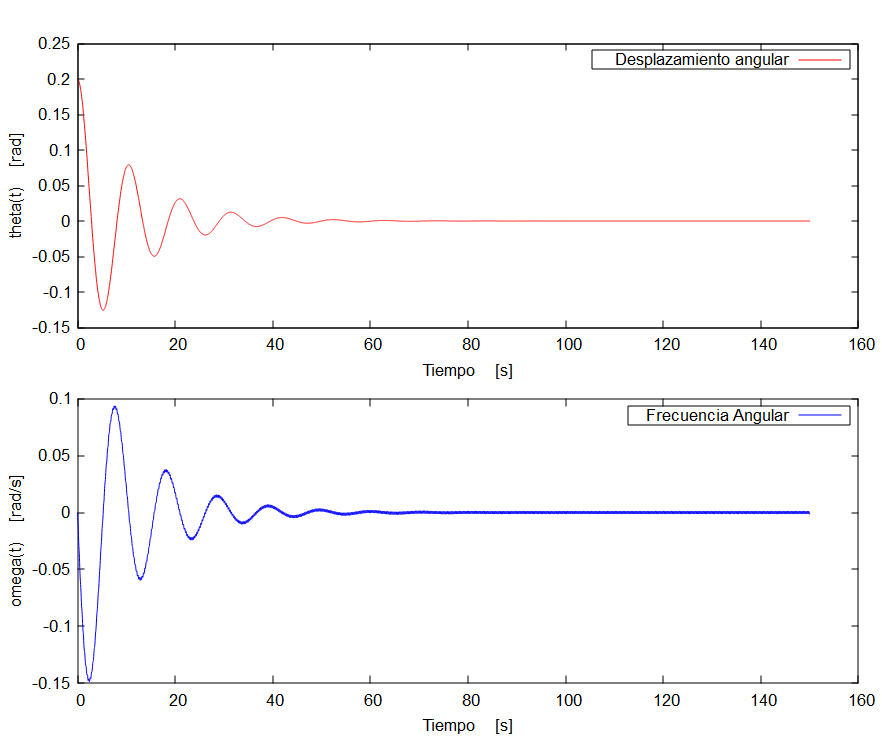 Desplazamiento angular
0.25
0.2
0.15
0.1
0.05
0
-0.05
-0.1
-0.15
theta(t) [rad]
0 20 40 60 80 100 120 140 160
Tiempo [s]
Frecuencia Angular
0.1
0.05
0
-0.05
-0.1
-0.15
omega(t) [rad/s]
0 20 40 60 80 100 120 140 160
Tiempo [s]